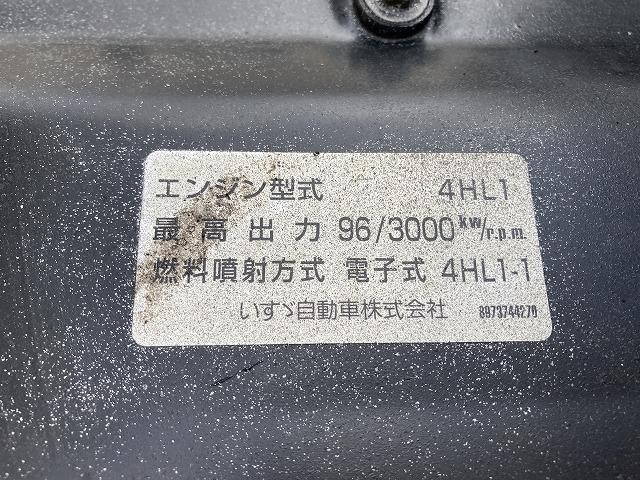 エンジン型式 4HL1
最高出力 96/3000 kw/r.p.m.
燃料噴射方式 電子式 4HL1-1
いすゞ自動車株式会社 8973744270